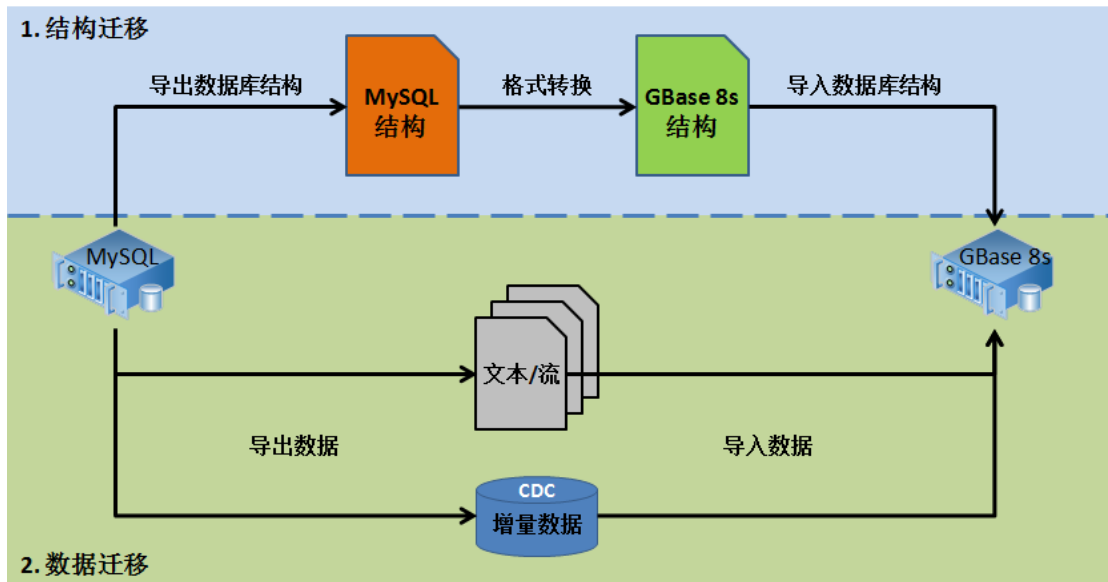 1. 结构迁移
导出数据库结构
MySQL
结构
格式转换
GBase 8s
结构
导入数据库结构
MySQL
GBase 8s
文本/流
导出数据
导入数据
CDC
增量数据
2. 数据迁移